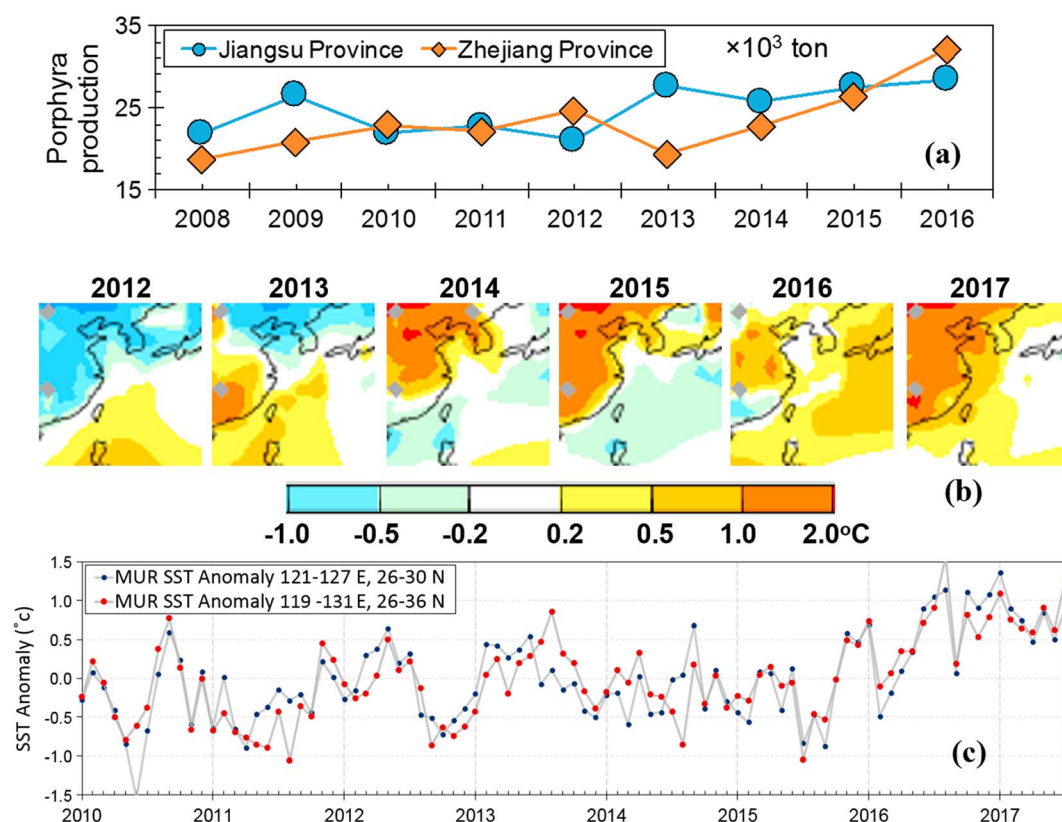 35
Jiangsu Province
Zhejiang Province
×10³ ton
Porphyra
production
25
(a)
15
2008 2009 2010 2011 2012 2013 2014 2015 2016
2012 2013 2014 2015 2016 2017
(b)
-1.0 -0.5 -0.2 0.2 0.5 1.0 2.0°C
1.5
MUR SST Anomaly 121-127 E, 26-30 N
MUR SST Anomaly 119 -131 E, 26-36 N
1.0
0.5
SST Anomaly (˚c)
0.0
-0.5
-1.0
(c)
-1.5
2010 2011 2012 2013 2014 2015 2016 2017